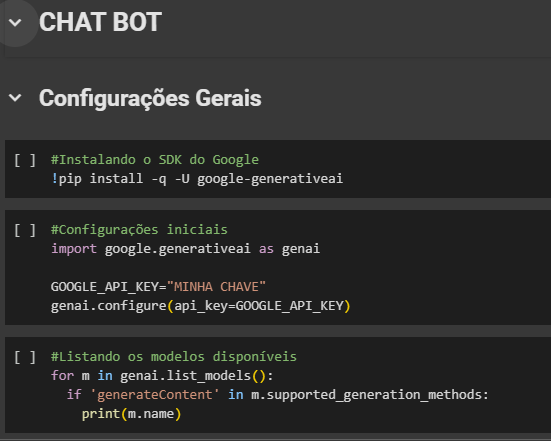 CHAT BOT
Configurações Gerais
[ ] #Instalando o SDK do Google
!pip install -q -U google-generativeai
[ ] #Configurações iniciais
import google.generativeai as genai
GOOGLE_API_KEY="MINHA CHAVE"
genai.configure(api_key=GOOGLE_API_KEY)
[ ] #Listando os modelos disponíveis
for m in genai.list_models():
  if 'generateContent' in m.supported_generation_methods:
    print(m.name)